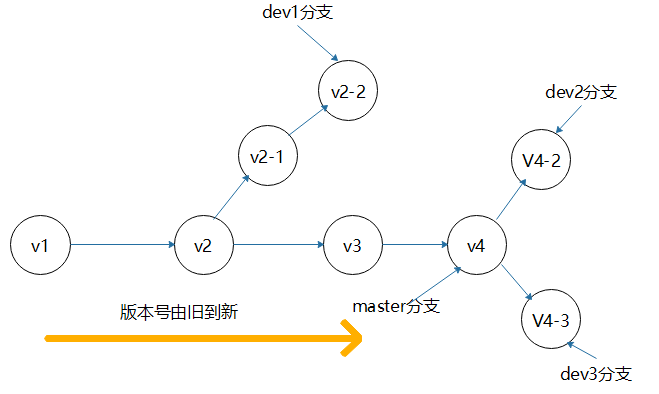 dev1分支
v2-2
dev2分支
v2-1
V4-2
v1
v2
v3
v4
master分支
版本号由旧到新
V4-3
dev3分支